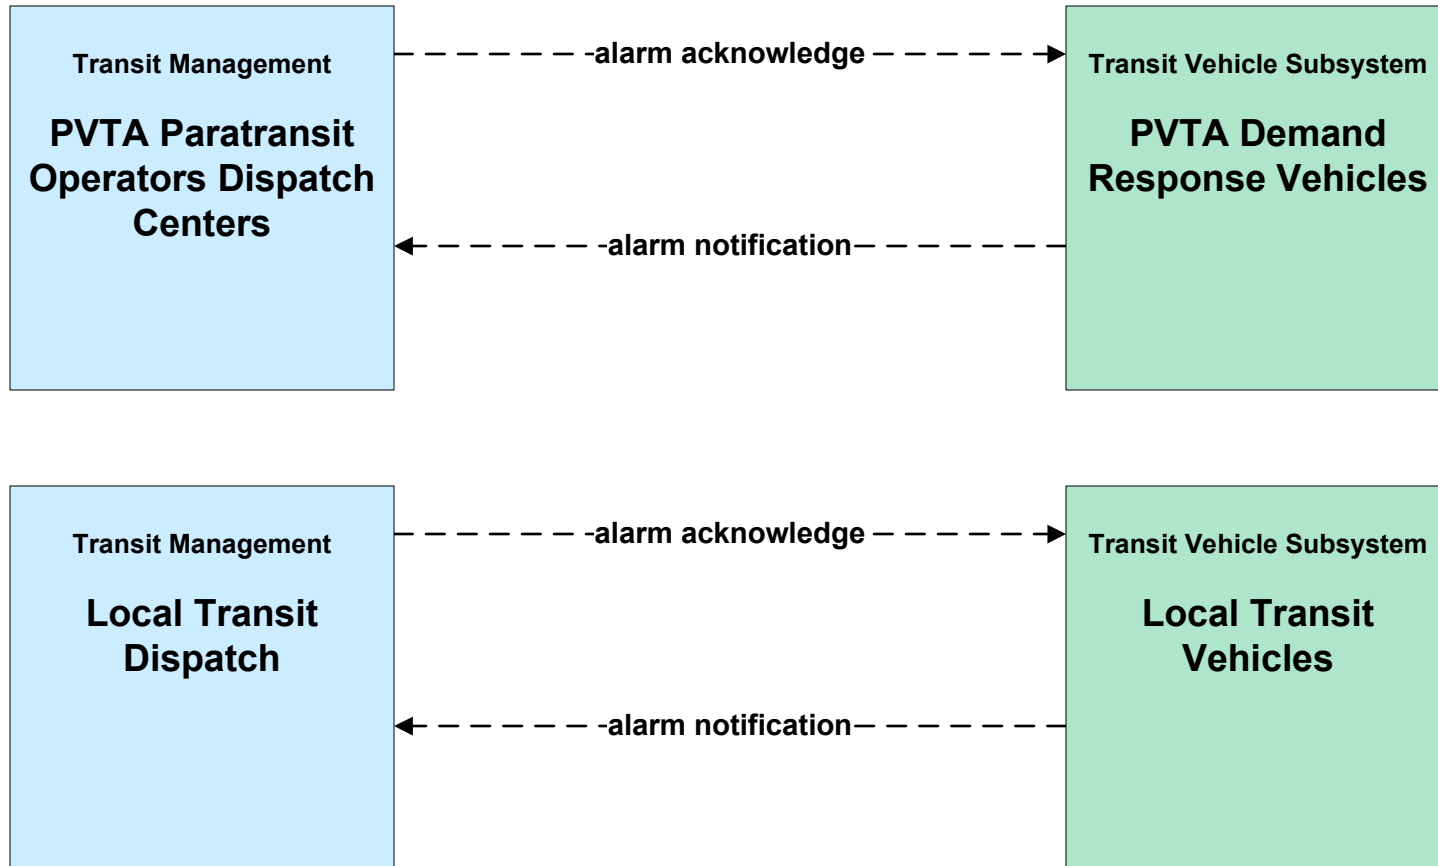 Transit Management
PVTA Paratransit
Operators Dispatch
Centers
alarm acknowledge
alarm notification
Transit Vehicle Subsystem
PVTA Demand
Response Vehicles
Transit Management
Local Transit
Dispatch
alarm acknowledge
alarm notification
Transit Vehicle Subsystem
Local Transit
Vehicles